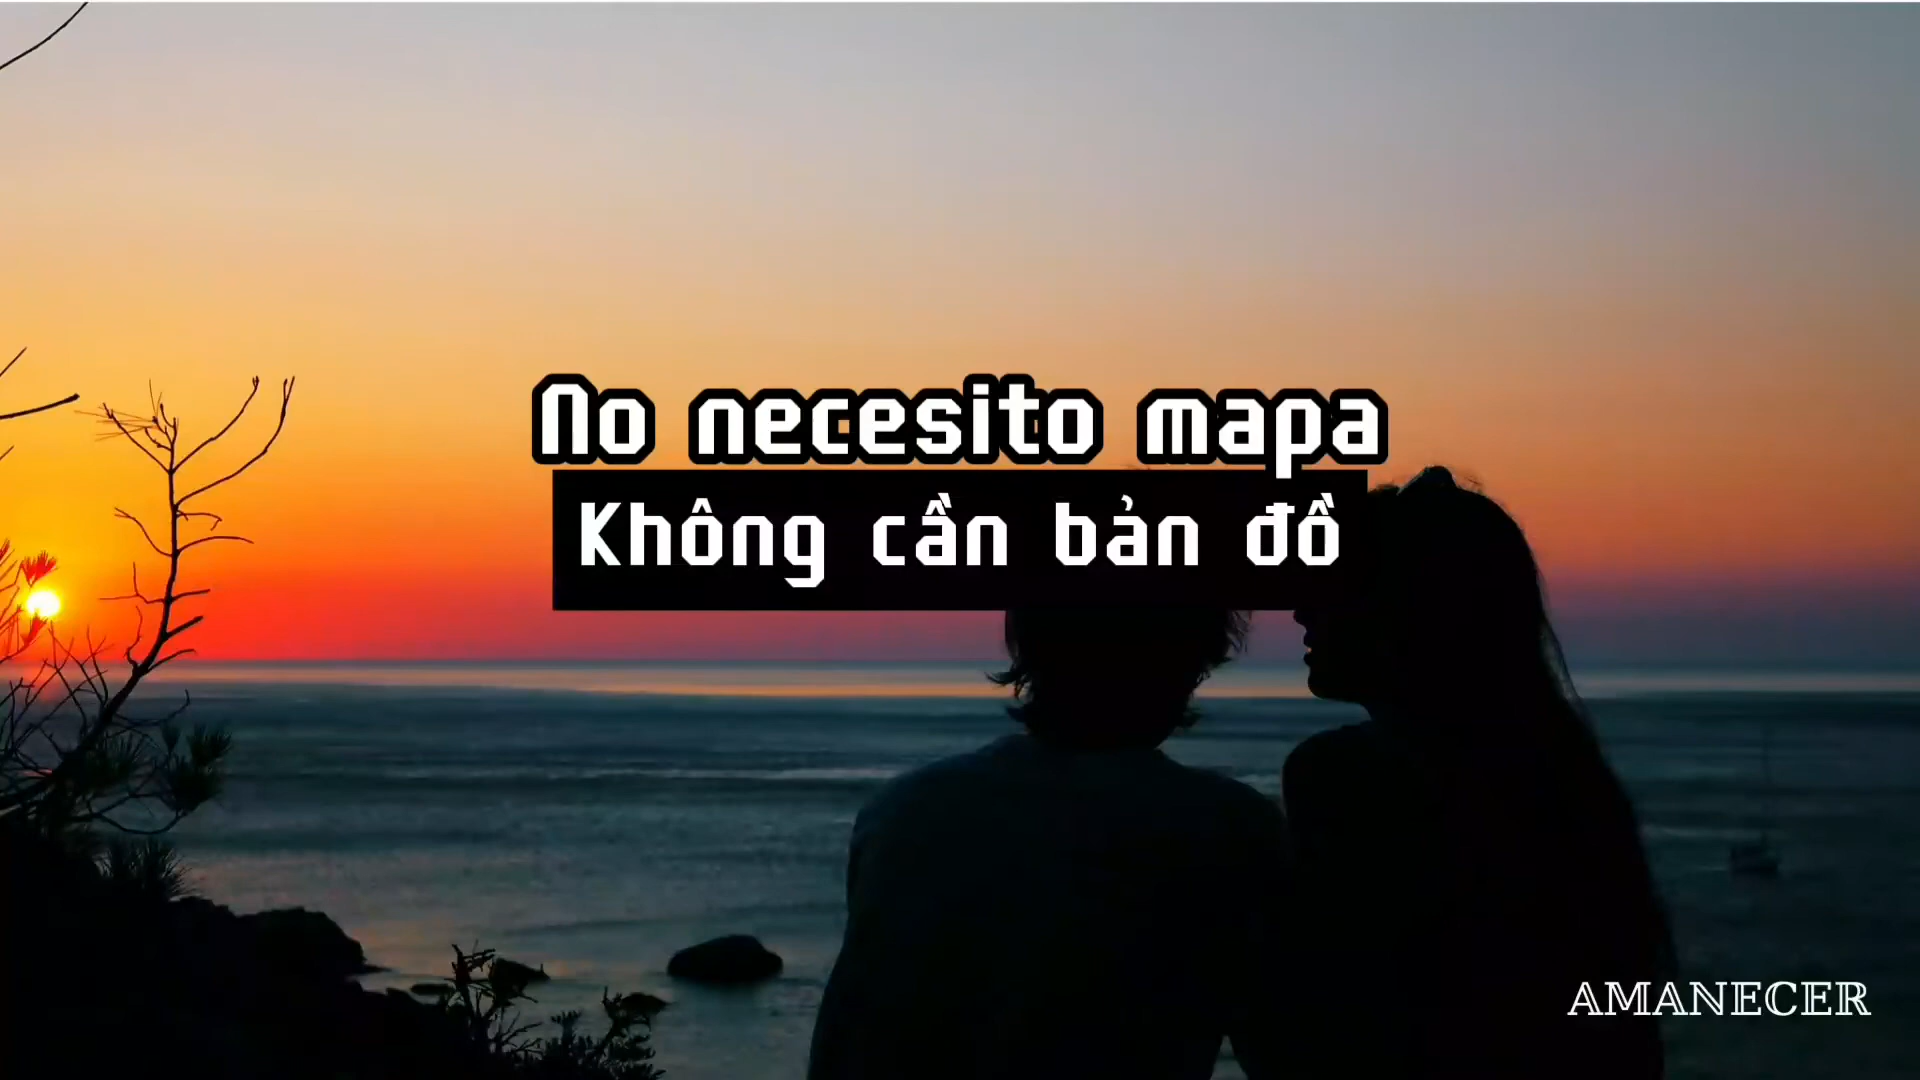 No necesito mapa
Không cần bản đồ
AMANECER